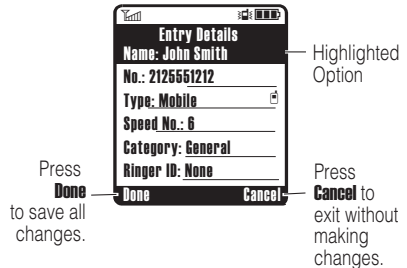 Entry Details
Name: John Smith
No.: 2125551212
Type: Mobile
Speed No.: 6
Category: General
Ringer ID: None
Done
Cancel
Highlighted
Option
Press
Done
to save all
changes.
Press
Cancel to
exit without
making
changes.